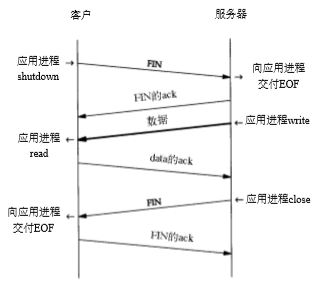 客户 服务器
应用进程
shutdown
FIN
向应用进程
交付EOF
FIN的ack
数据
应用进程write
应用进程
read
data的ack
应用进程close
FIN
向应用进程
交付EOF
FIN的ack